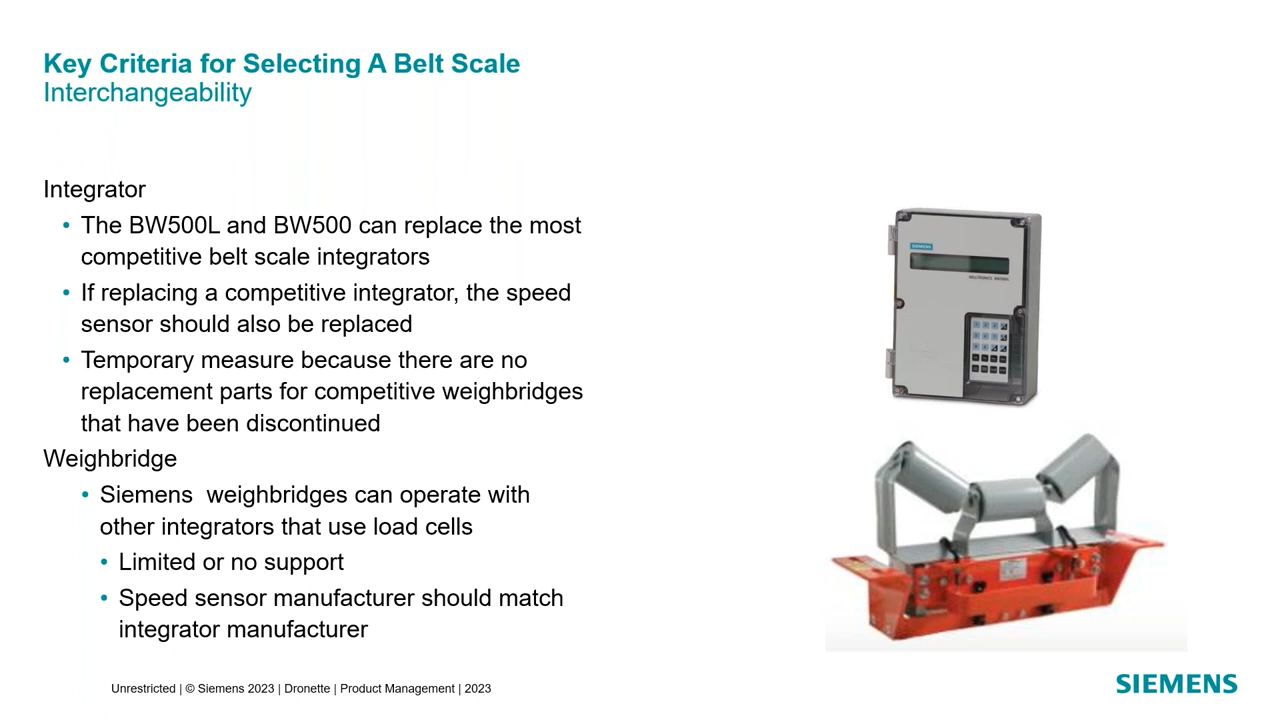 Key Criteria for Selecting A Belt Scale
Interchangeability
Integrator
• The BW500L and BW500 can replace the most
competitive belt scale integrators
• If replacing a competitive integrator, the speed
sensor should also be replaced
• Temporary measure because there are no
replacement parts for competitive weighbridges
that have been discontinued
Weighbridge
• Siemens  weighbridges can operate with
other integrators that use load cells
• Limited or no support
• Speed sensor manufacturer should match
integrator manufacturer
SIEMENS
Unrestricted | © Siemens 2023 | Dronette | Product Management | 2023
SIEMENS